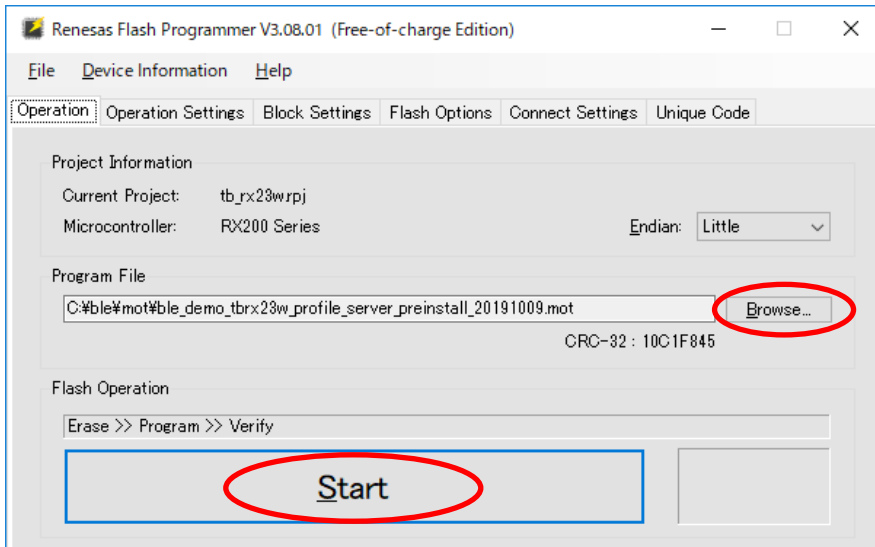 Renesas Flash Programmer V3.08.01 (Free-of-charge Edition)
File Device Information Help
Operation Operation Settings Block Settings Flash Options Connect Settings Unique Code
Project Information
Current Project: tb_rx23w.rpj
Microcontroller: RX200 Series Endian: Little
Program File
C:¥ble¥mot¥ble_demo_tbrx23w_profile_server_preinstall_20191009.mot Browse...
CRC-32 : 10C1F845
Flash Operation
Erase >> Program >> Verify
Start